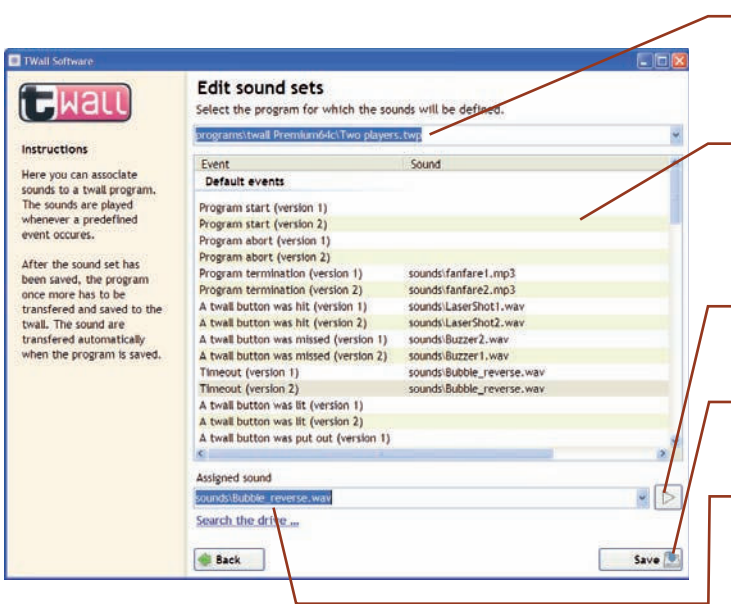 TWall Software
twall
Instructions
Here you can associate
sounds to a twall program.
The sounds are played
whenever a predefined
event occures.
After the sound set has
been saved, the program
once more has to be
transfered and saved to the
twall. The sound are
transfered automatically
when the program is saved.
Edit sound sets
Select the program for which the sounds will be defined.
programs\twall Premium64c\Two players.twp
Event Sound
Default events
Program start (version 1)
Program start (version 2)
Program abort (version 1)
Program abort (version 2)
Program termination (version 1) sounds\fanfare1.mp3
Program termination (version 2) sounds\fanfare2.mp3
A twall button was hit (version 1) sounds\LaserShot1.wav
A twall button was hit (version 2) sounds\LaserShot2.wav
A twall button was missed (version 1) sounds\Buzzer2.wav
A twall button was missed (version 2) sounds\Buzzer1.wav
Timeout (version 1) sounds\Bubble_reverse.wav
Timeout (version 2) sounds\Bubble_reverse.wav
A twall button was lit (version 1)
A twall button was lit (version 2)
A twall button was put out (version 1)
Assigned sound
sounds\Bubble_reverse.wav
Search the drive ...
Back
Save